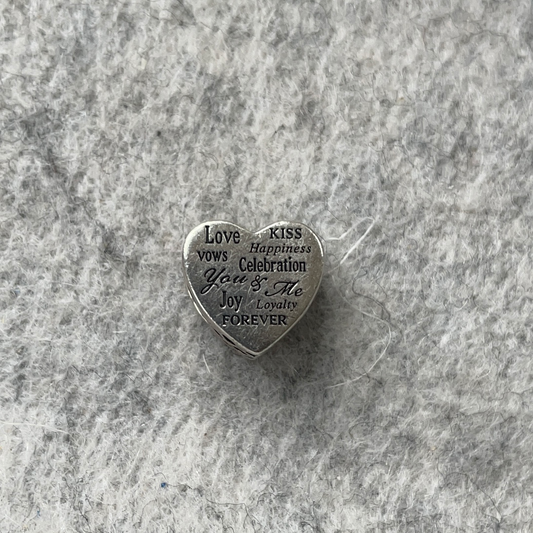 Love KISS
Happiness
vows
Celebration
You & Me
Joy Loyalty
FOREVER